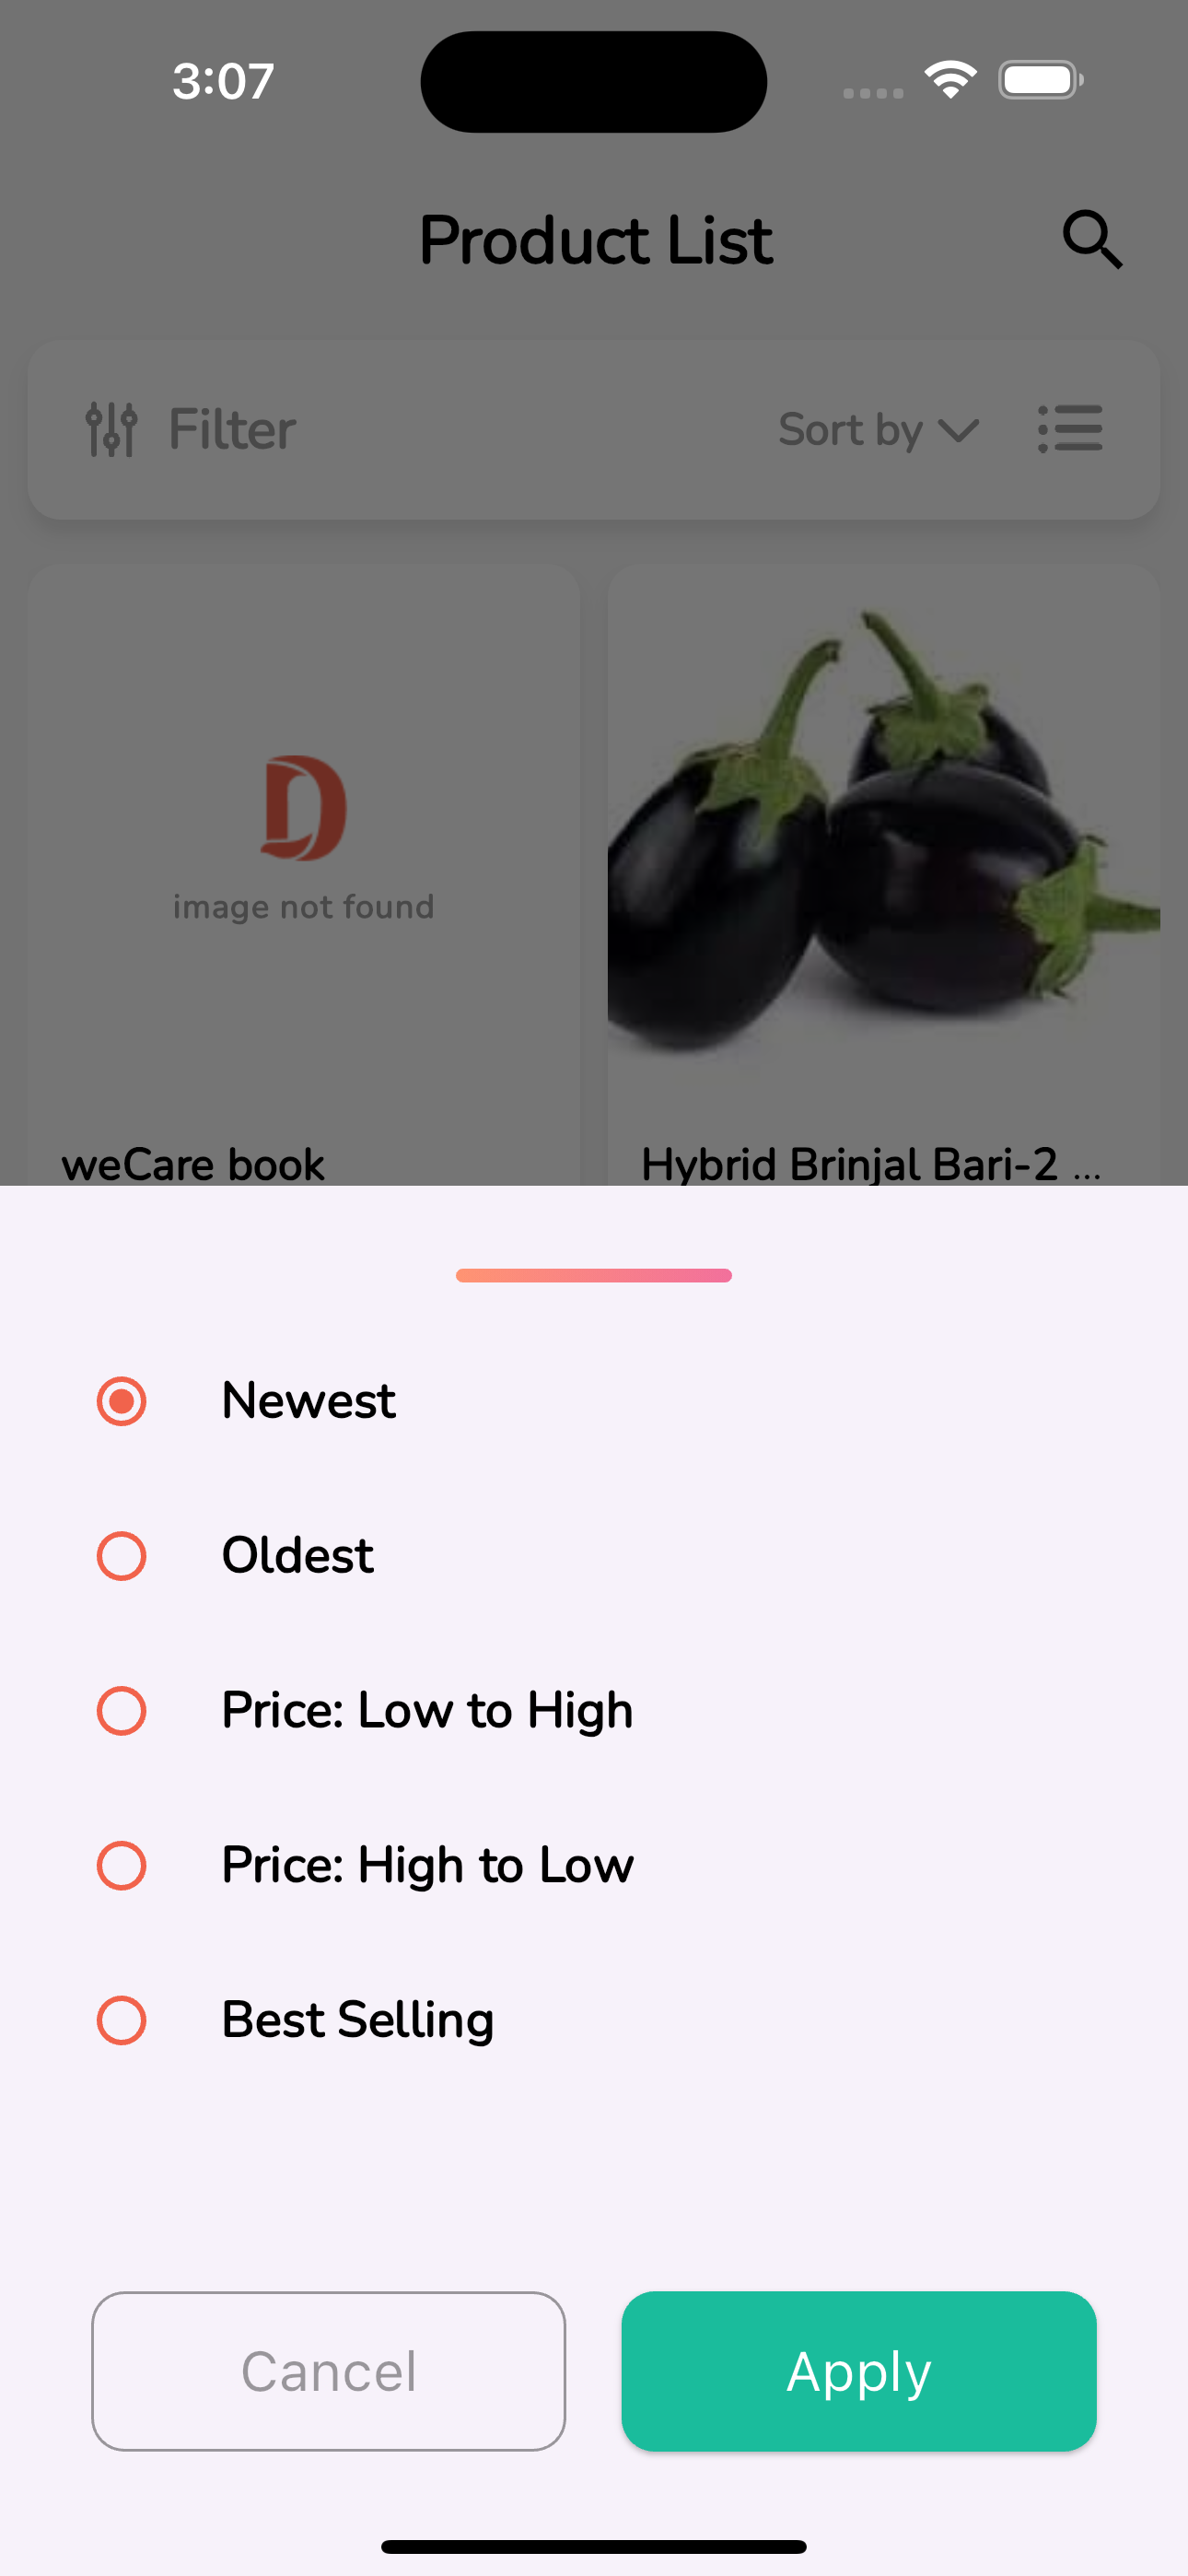 3:07
Product List
Filter
Sort by
D
image not found
weCare book
Hybrid Brinjal Bari-2 ...
Newest
Oldest
Price: Low to High
Price: High to Low
Best Selling
Cancel
Apply